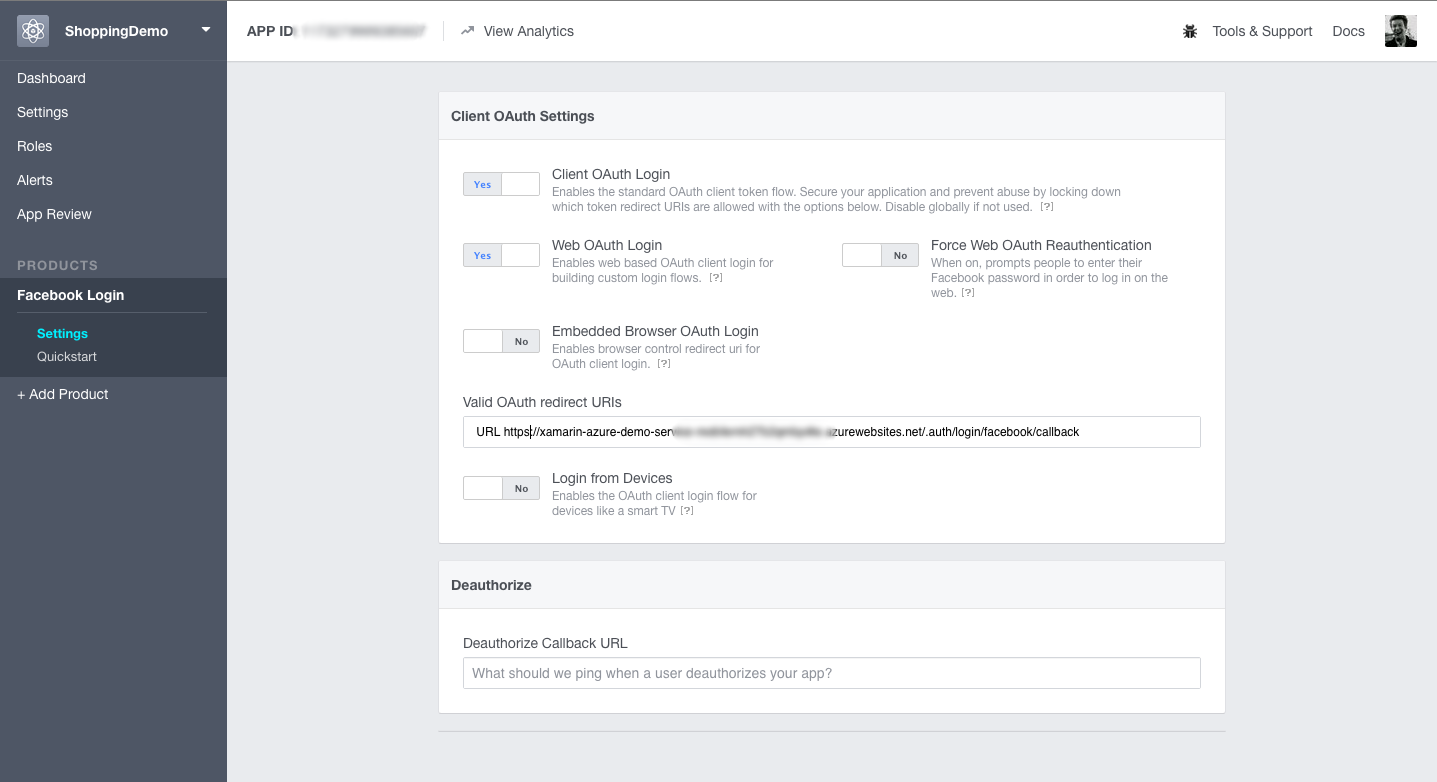 ShoppingDemo
APP ID:
View Analytics
Tools & Support
Docs
Dashboard
Settings
Roles
Alerts
App Review
PRODUCTS
Facebook Login
Settings
Quickstart
+ Add Product
Client OAuth Settings
Yes
Client OAuth Login
Enables the standard OAuth client token flow. Secure your application and prevent abuse by locking down
which token redirect URIs are allowed with the options below. Disable globally if not used. [?]
Yes
Web OAuth Login
Enables web based OAuth client login for
building custom login flows. [?]
No
Force Web OAuth Reauthentication
When on, prompts people to enter their
Facebook password in order to log in on the
web. [?]
No
Embedded Browser OAuth Login
Enables browser control redirect uri for
OAuth client login. [?]
Valid OAuth redirect URIs
URL https://xamarin-azure-demo-ser zurewebsites.net/.auth/login/facebook/callback
No
Login from Devices
Enables the OAuth client login flow for
devices like a smart TV [?]
Deauthorize
Deauthorize Callback URL
What should we ping when a user deauthorizes your app?